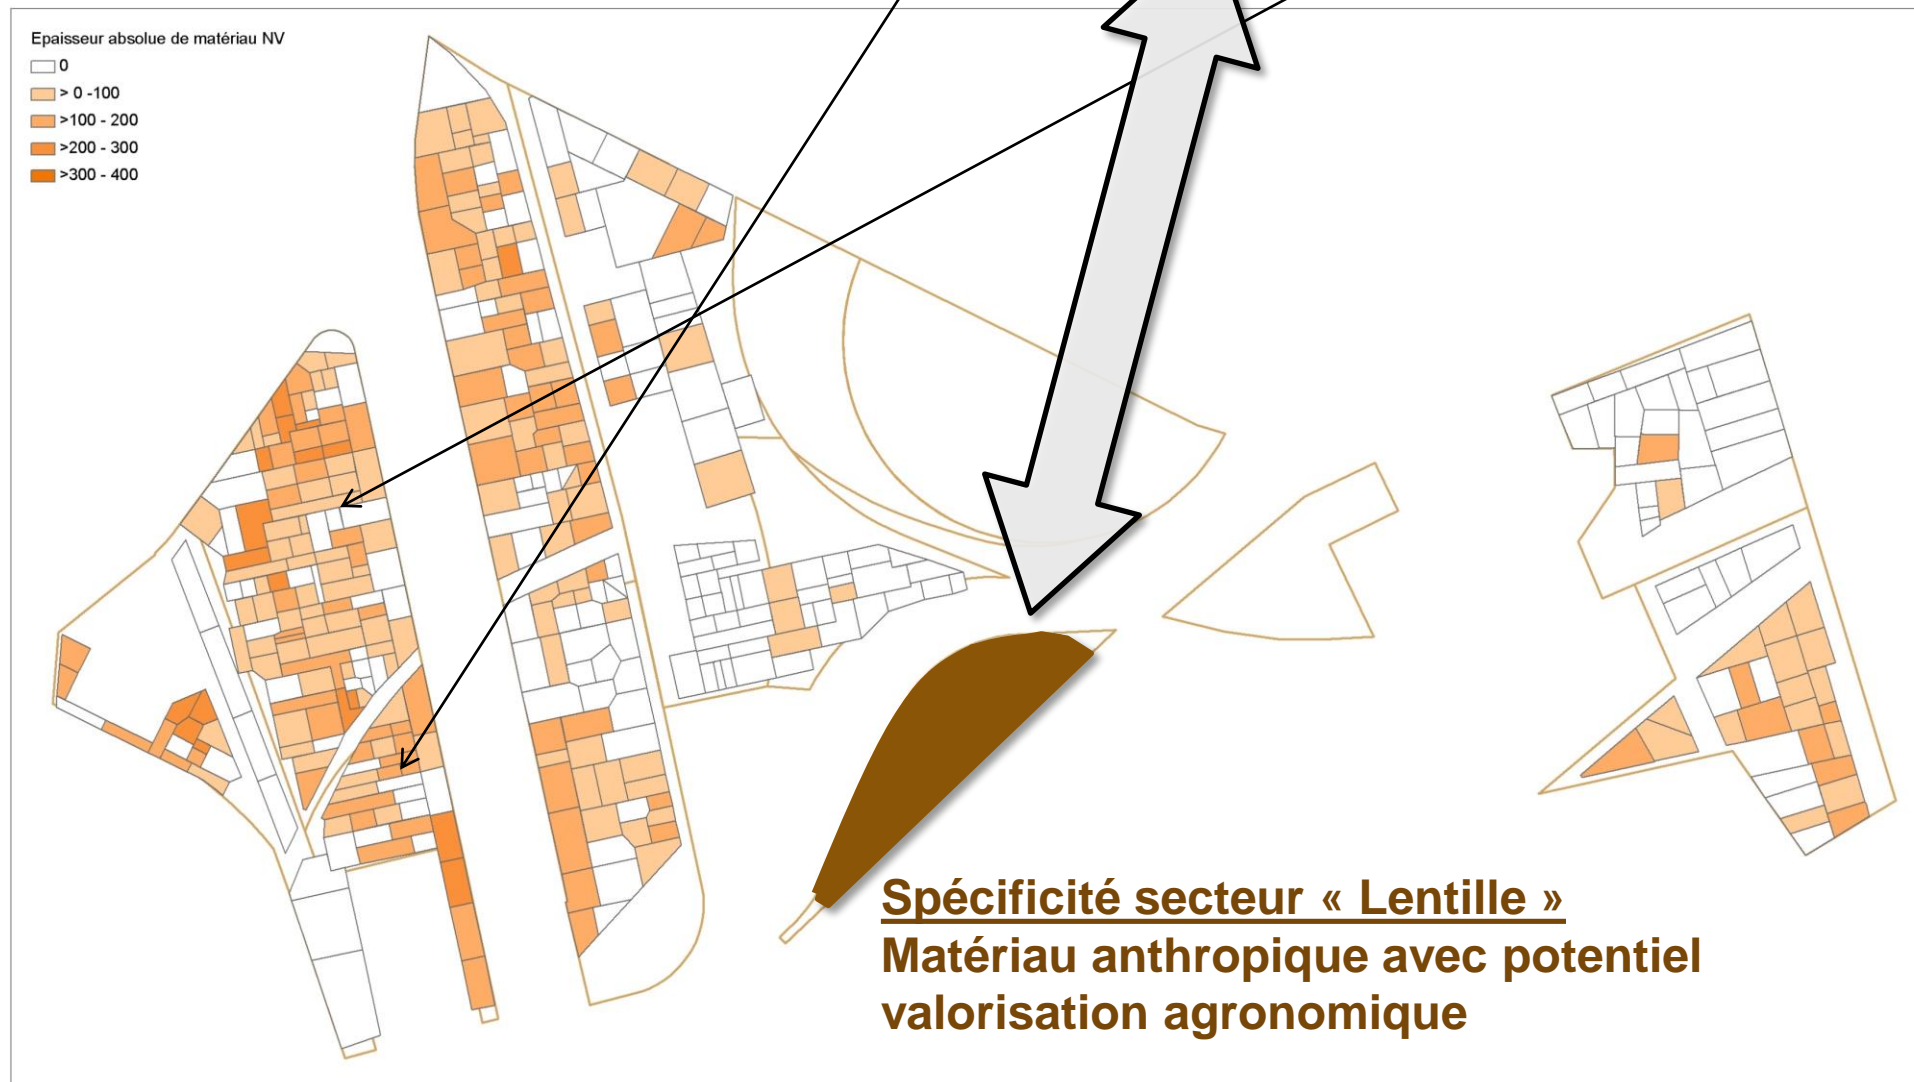 Epaisseur absolue de matériau NV
0
> 0 -100
>100 - 200
>200 - 300
>300 - 400
Spécificité secteur « Lentille »
Matériau anthropique avec potentiel
valorisation agronomique